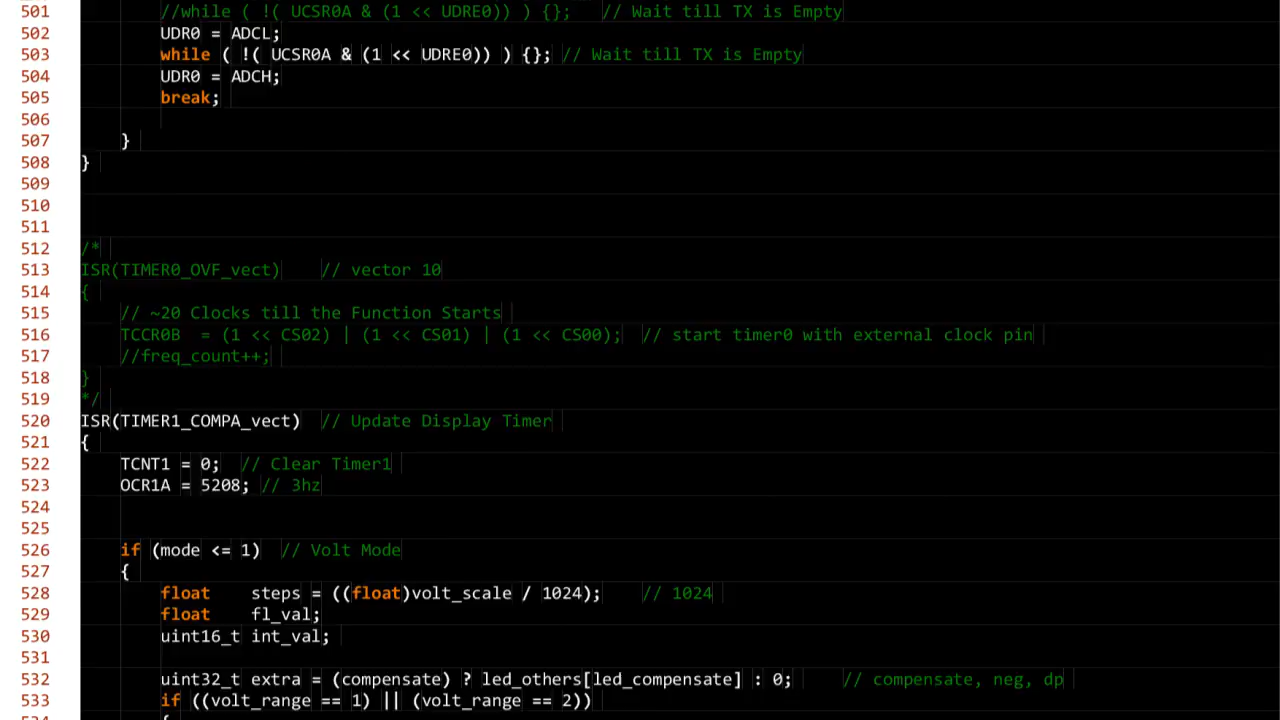 501 //while ( !( UCSR0A & (1 << UDRE0)) ) {}; // Wait till TX is Empty
502 UDR0 = ADCL;
503 while ( !( UCSR0A & (1 << UDRE0)) ) {}; // Wait till TX is Empty
504 UDR0 = ADCH;
505 break;
506
507 }
508 }
509
510
511
512 /*
513 ISR(TIMER0_OVF_vect) // vector 10
514 {
515 // ~20 Clocks till the Function Starts
516 TCCR0B = (1 << CS02) | (1 << CS01) | (1 << CS00); // start timer0 with external clock pin
517 //freq_count++;
518 }
519 */
520 ISR(TIMER1_COMPA_vect) // Update Display Timer
521 {
522 TCNT1 = 0; // Clear Timer1
523 OCR1A = 5208; // 3hz
524
525
526 if (mode <= 1) // Volt Mode
527 {
528 float steps = ((float)volt_scale / 1024); // 1024
529 float fl_val;
530 uint16_t int_val;
531
532 uint32_t extra = (compensate) ? led_others[led_compensate] : 0; // compensate, neg, dp
533 if ((volt_range == 1) || (volt_range == 2))